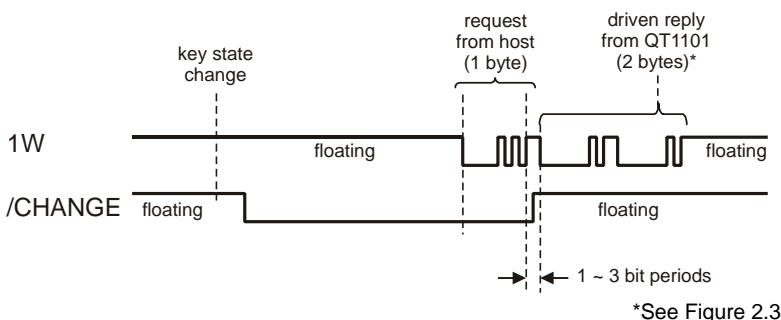 request
from host
(1 byte)
driven reply
from QT1101
(2 bytes)*
key state
change
1W
floating
floating
/CHANGE
floating
floating
1 ~ 3 bit periods
*See Figure 2.3